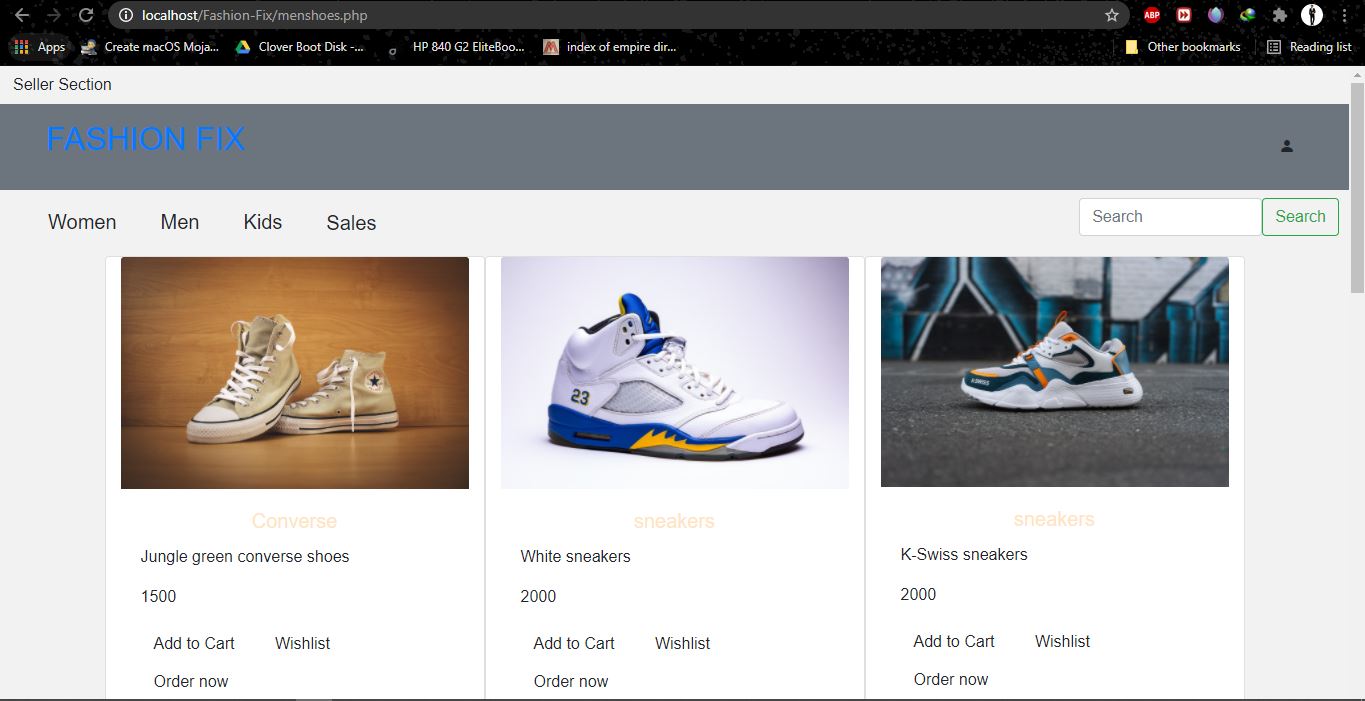 localhost/Fashion-Fix/menshoes.php
ABP
Apps Create macOS Moja... Clover Boot Disk -... HP 840 G2 EliteBoo... index of empire dir... Other bookmarks Reading list
Seller Section
FASHION FIX
Women Men Kids Sales Search Search
23
K·SWISS
Converse sneakers sneakers
Jungle green converse shoes White sneakers K-Swiss sneakers
1500 2000 2000
Add to Cart Wishlist Add to Cart Wishlist Add to Cart Wishlist
Order now Order now Order now